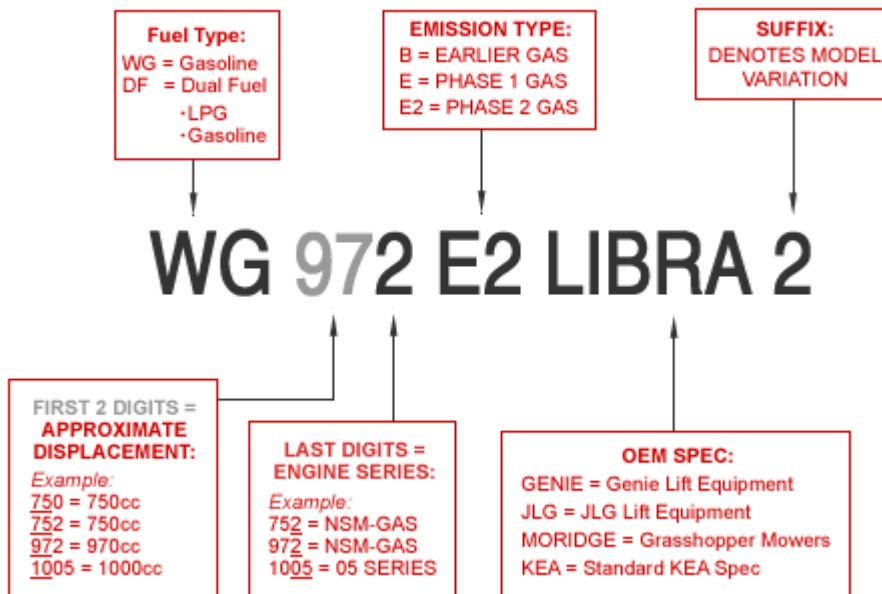 Fuel Type:
WG = Gasoline
DF = Dual Fuel
·LPG
·Gasoline
EMISSION TYPE:
B = EARLIER GAS
E = PHASE 1 GAS
E2 = PHASE 2 GAS
SUFFIX:
DENOTES MODEL
VARIATION
WG 972 E2 LIBRA 2
FIRST 2 DIGITS =
APPROXIMATE
DISPLACEMENT:
Example:
750 = 750cc
752 = 750cc
972 = 970cc
1005 = 1000cc
LAST DIGITS =
ENGINE SERIES:
Example:
752 = NSM-GAS
972 = NSM-GAS
1005 = 05 SERIES
OEM SPEC:
GENIE = Genie Lift Equipment
JLG = JLG Lift Equipment
MORIDGE = Grasshopper Mowers
KEA = Standard KEA Spec